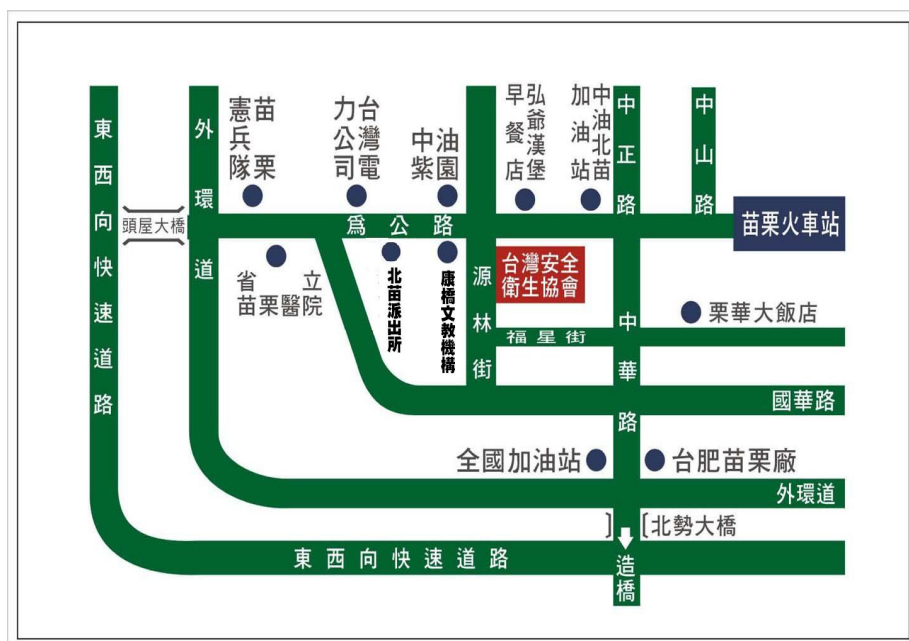 東西向快速道路
外環道
頭屋大橋
苗栗
憲兵隊
台灣電
力公司
中油
紫園
弘爺漢堡
早餐店
中油北苗
加油站
中正路
中山路
為公路
苗栗火車站
省立
苗栗醫院
北苗派出所
康橋文教機構
源林街
台灣安全
衛生協會
福星街
中華路
栗華大飯店
國華路
全國加油站
台肥苗栗廠
外環道
北勢大橋
東西向快速道路
造橋